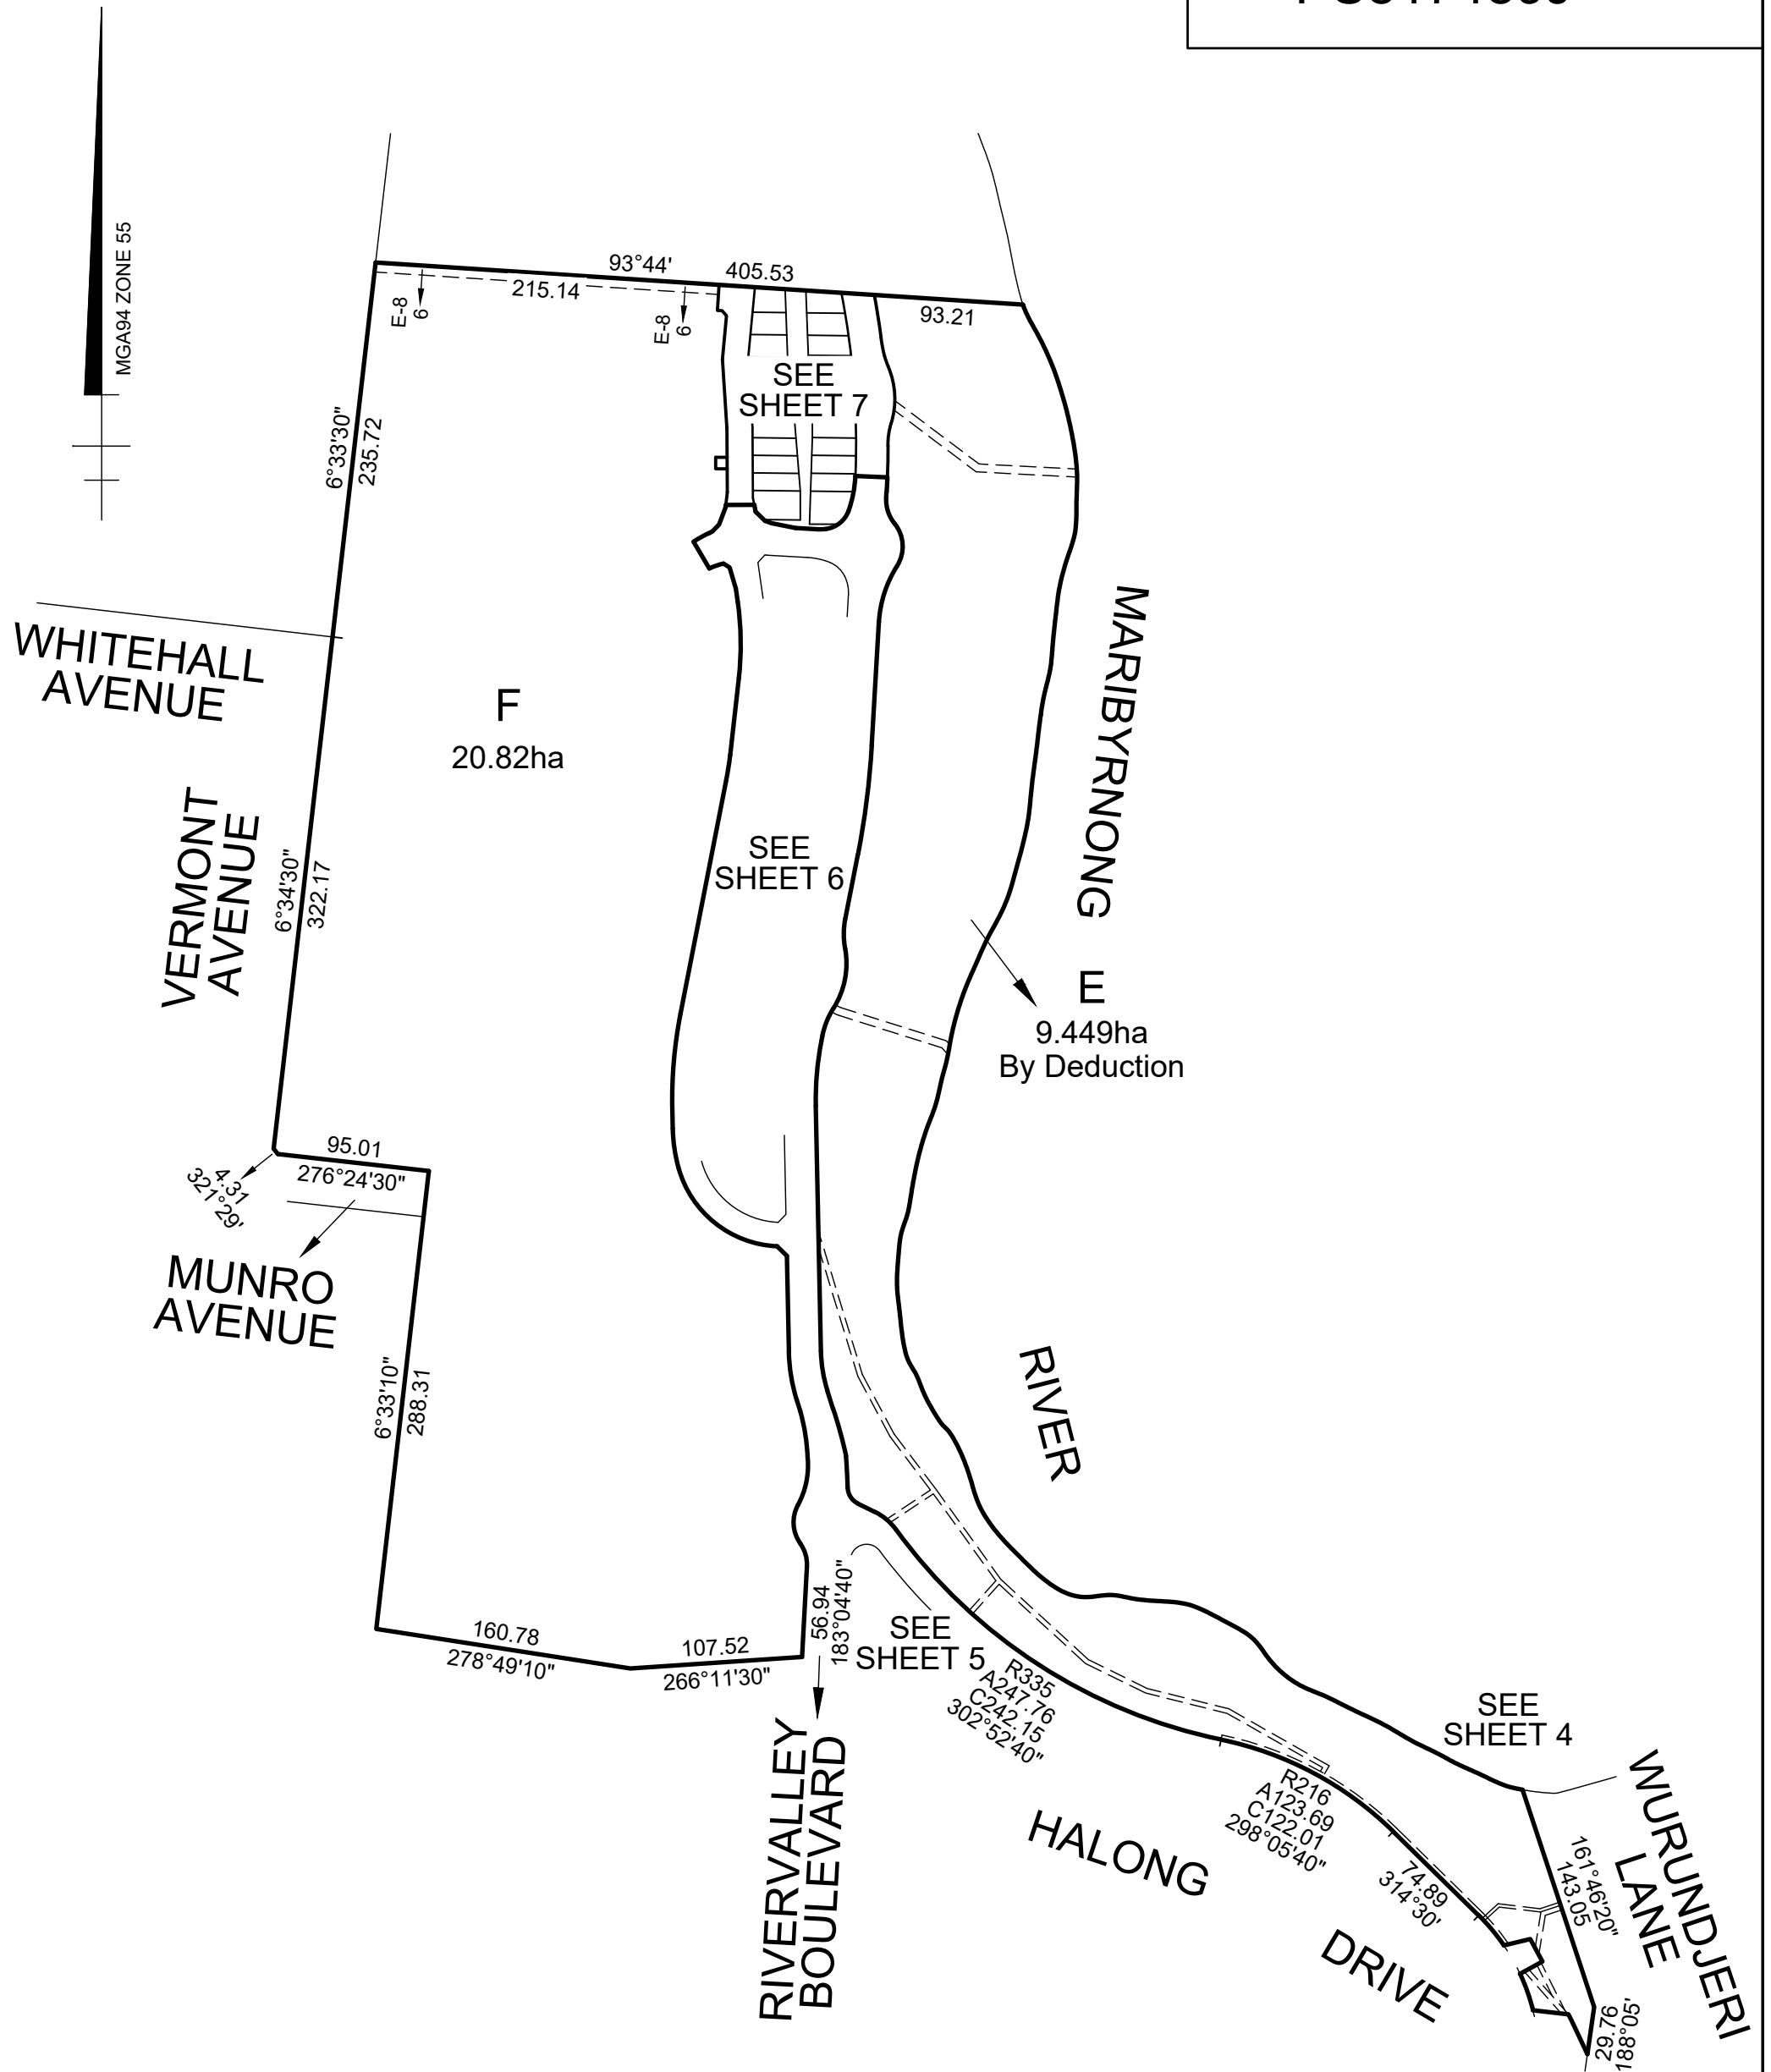 MGA94 ZONE 55
93°44'
405.53
215.14
93.21
E-8
6
E-8
6
SEE
SHEET 7
6°33'30"
235.72
WHITEHALL
AVENUE
F
20.82ha
MARIBYRNONG
VERMONT
AVENUE
6°34'30"
322.17
SEE
SHEET 6
E
9.449ha
By Deduction
95.01
276°24'30"
4.31
321°29'
MUNRO
AVENUE
6°33'10"
288.31
RIVER
160.78
278°49'10"
107.52
266°11'30"
56.94
183°04'40"
SEE
SHEET 5
R335
A247.76
C242.15
302°52'40"
SEE
SHEET 4
RIVERVALLEY
BOULEVARD
R216
A123.69
C122.01
298°05'40"
HALONG
DRIVE
74.89
314°30'
161°46'20"
143.05
WURUNDJERI
LANE
29.76
188°05'